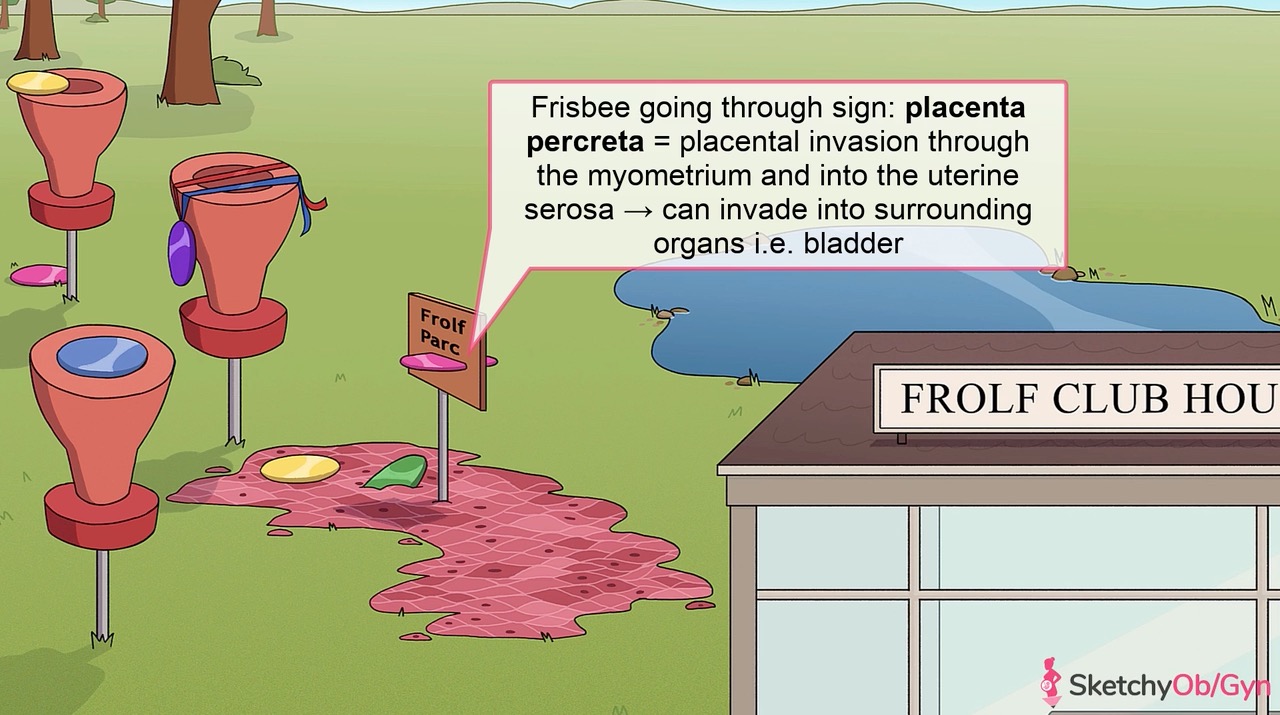 Frisbee going through sign: placenta
percreta = placental invasion through
the myometrium and into the uterine
serosa → can invade into surrounding
organs i.e. bladder
Frolf
Parc
FROLF CLUB HOU
SketchyOb/Gyn